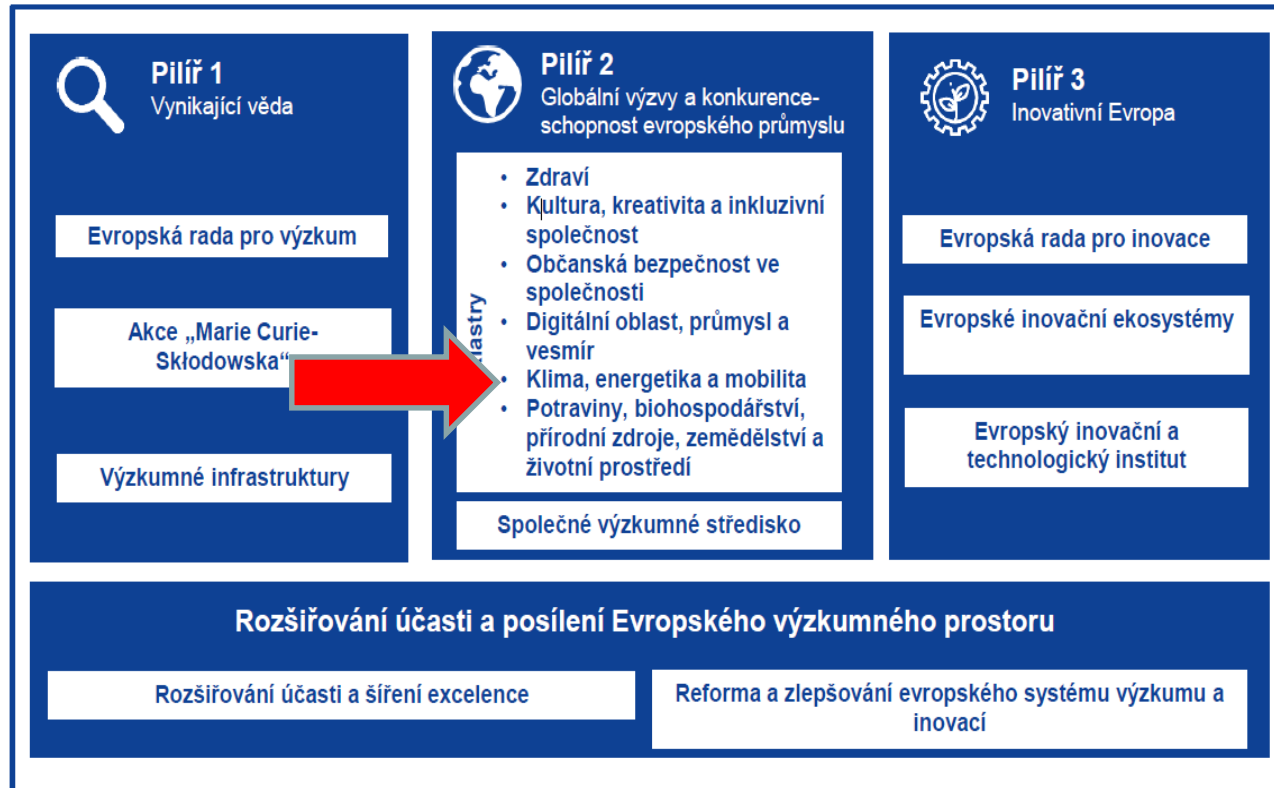 Pilíř 1
Vynikající věda
Evropská rada pro výzkum
Akce „Marie Curie-
Skłodowska“
Výzkumné infrastruktury
Pilíř 2
Globální výzvy a konkurence-
schopnost evropského průmyslu
• Zdraví
• Kultura, kreativita a inkluzivní
společnost
• Občanská bezpečnost ve
společnosti
• Digitální oblast, průmysl a
vesmír
• Klima, energetika a mobilita
• Potraviny, biohospodářství,
přírodní zdroje, zemědělství a
životní prostředí
Společné výzkumné středisko
Pilíř 3
Inovativní Evropa
Evropská rada pro inovace
Evropské inovační ekosystémy
Evropský inovační a
technologický institut
Rozšiřování účasti a posílení Evropského výzkumného prostoru
Rozšiřování účasti a šíření excelence
Reforma a zlepšování evropského systému výzkumu a
inovací